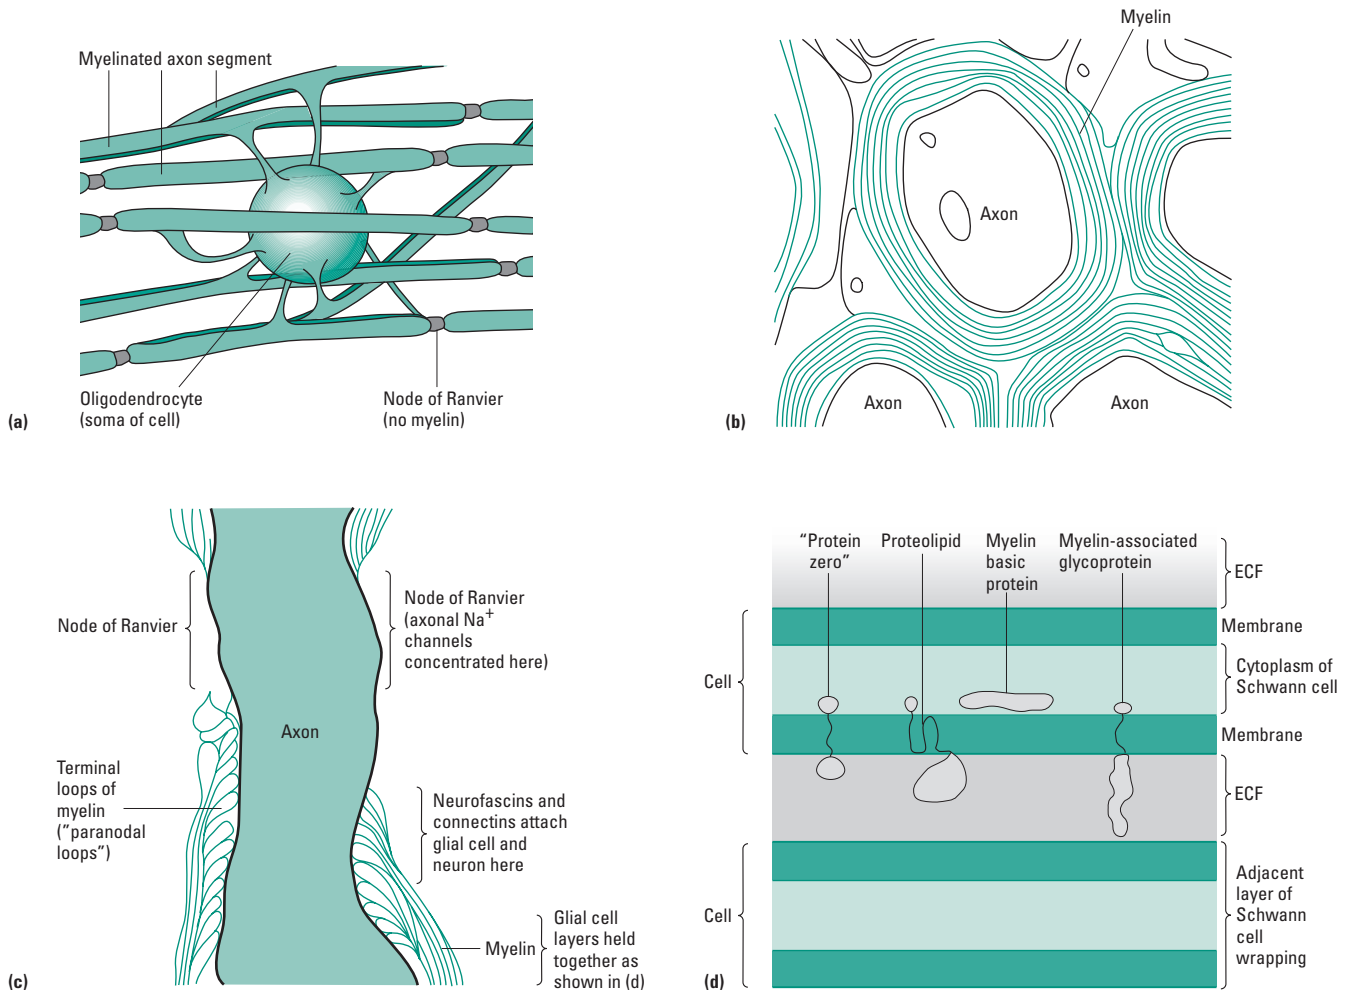 Myelinated axon segment
Oligodendrocyte
(soma of cell)
Node of Ranvier
(no myelin)
(a)
Myelin
Axon
Axon
Axon
(b)
Node of Ranvier
Node of Ranvier
(axonal Na+
channels
concentrated here)
Axon
Terminal
loops of
myelin
("paranodal
loops")
Neurofascins and
connectins attach
glial cell and
neuron here
Myelin
Glial cell
layers held
together as
shown in (d)
(c)
“Protein
zero”
Proteolipid
Myelin
basic
protein
Myelin-associated
glycoprotein
ECF
Membrane
Cell
Cytoplasm of
Schwann cell
Membrane
ECF
Cell
Adjacent
layer of
Schwann
cell
wrapping
(d)